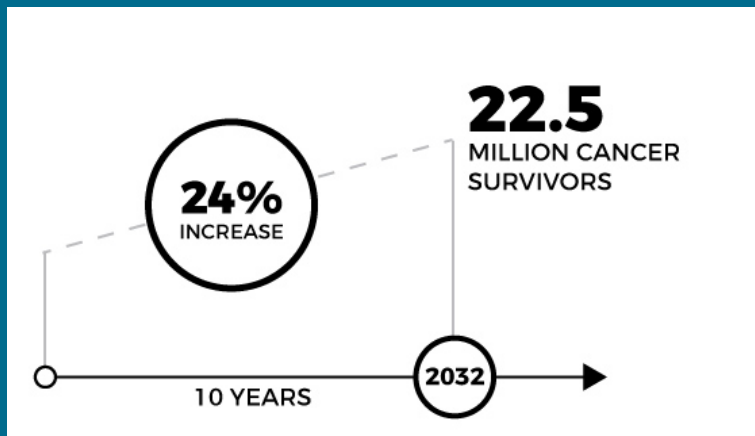 22.5
MILLION CANCER
SURVIVORS
24%
INCREASE
2032
10 YEARS